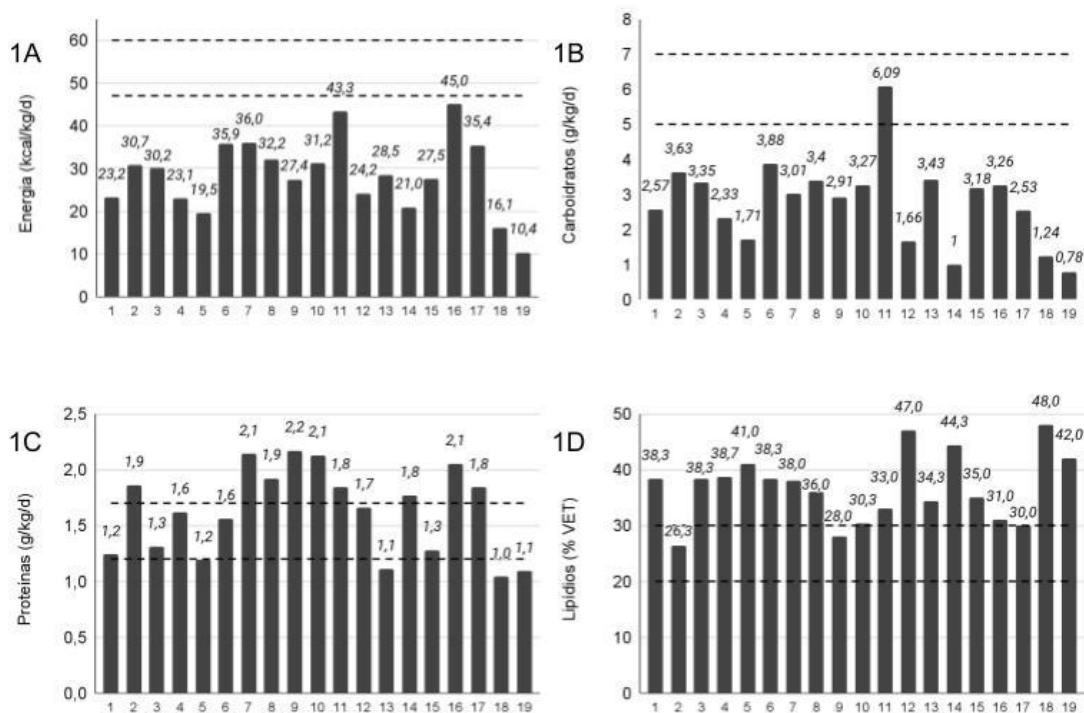 1A
Energia (kcal/kg/d)
60
50
40
30
20
10
0
23,2 30,7 30,2 23,1 19,5 35,9 36,0 32,2 27,4 31,2 43,3 24,2 28,5 21,0 27,5 45,0 35,4 16,1 10,4
1 2 3 4 5 6 7 8 9 10 11 12 13 14 15 16 17 18 19
1B
Carboidratos (g/kg/d)
8
7
6
5
4
3
2
1
0
2,57 3,63 3,35 2,33 1,71 3,88 3,01 3,4 2,91 3,27 6,09 1,66 3,43 1 3,18 3,26 2,53 1,24 0,78
1 2 3 4 5 6 7 8 9 10 11 12 13 14 15 16 17 18 19
1C
Proteínas (g/kg/d)
2,5
2,0
1,5
1,0
0,5
0,0
1,2 1,9 1,3 1,6 1,2 1,6 2,1 1,9 2,2 2,1 1,8 1,7 1,1 1,8 1,3 2,1 1,8 1,0 1,1
1 2 3 4 5 6 7 8 9 10 11 12 13 14 15 16 17 18 19
1D
Lipídios (% VET)
50
40
30
20
10
0
38,3 26,3 38,3 38,7 41,0 38,3 38,0 36,0 28,0 30,3 33,0 47,0 34,3 44,3 35,0 31,0 30,0 48,0 42,0
1 2 3 4 5 6 7 8 9 10 11 12 13 14 15 16 17 18 19